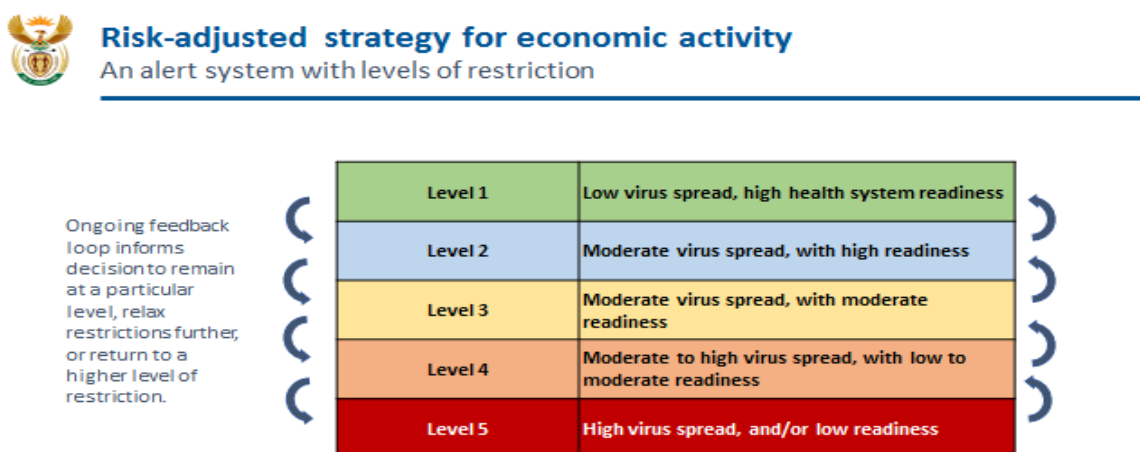 Risk-adjusted strategy for economic activity
An alert system with levels of restriction
Ongoing feedback
loop informs
decision to remain
at a particular
level, relax
restrictions further,
or return to a
higher level of
restriction.
Level 1
Low virus spread, high health system readiness
Level 2
Moderate virus spread, with high readiness
Level 3
Moderate virus spread, with moderate
readiness
Level 4
Moderate to high virus spread, with low to
moderate readiness
Level 5
High virus spread, and/or low readiness